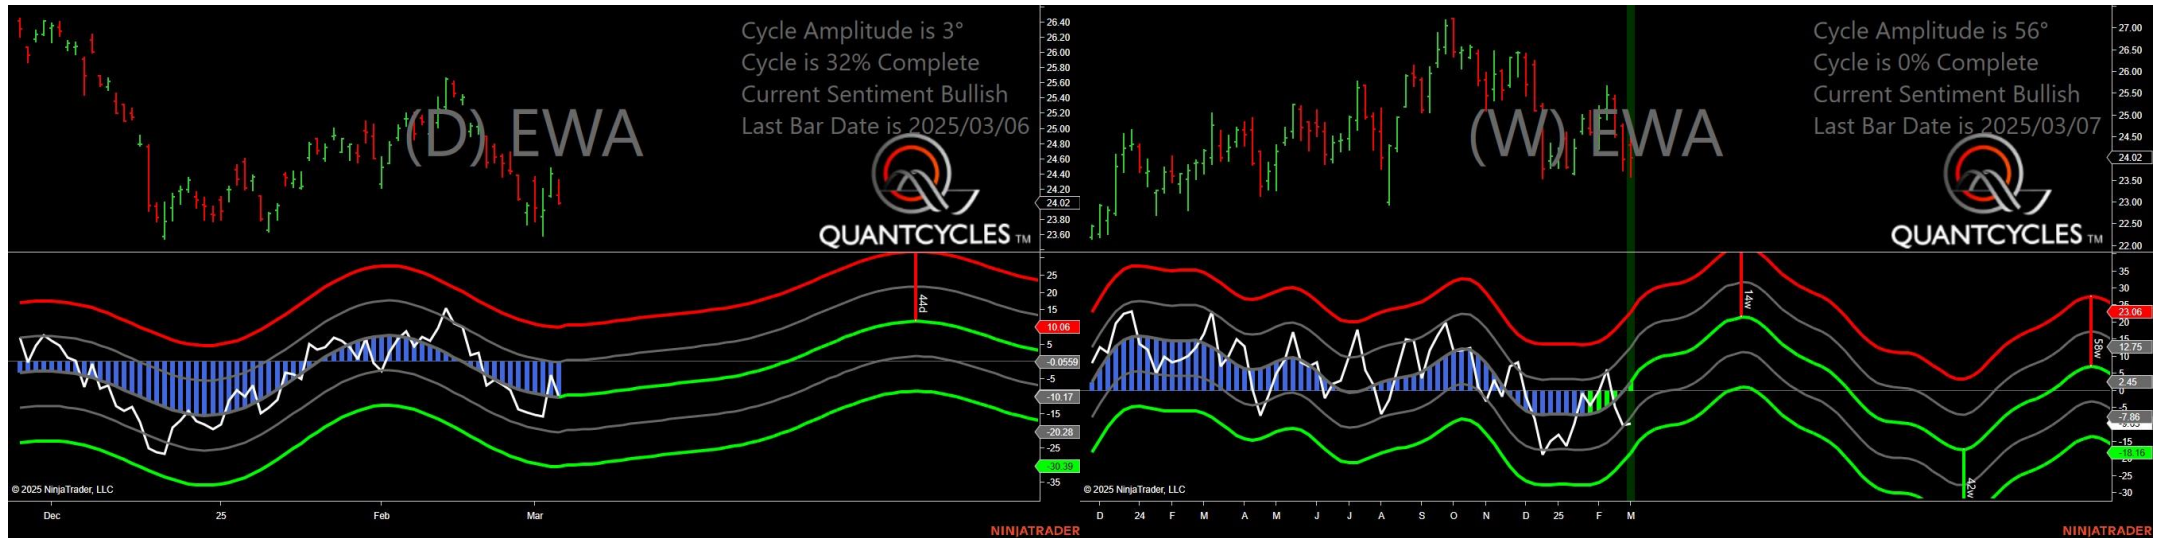 Cycle Amplitude is 3°
Cycle is 32% Complete
Current Sentiment Bullish
Last Bar Date is 2025/03/06
(D) EWA
QUANTCYCLES TM
26.40
26.20
26.00
25.80
25.60
25.40
25.20
25.00
24.80
24.60
24.40
24.20
24.02
23.80
23.60
44d
25
20
15
10.06
5
-0.0559
-5
-10.17
-15
-20.28
-25
-30.39
-35
© 2025 NinjaTrader, LLC
Dec 25 Feb Mar
NINJATRADER
Cycle Amplitude is 56°
Cycle is 0% Complete
Current Sentiment Bullish
Last Bar Date is 2025/03/07
(W) EWA
QUANTCYCLES TM
27.00
26.50
26.00
25.50
25.00
24.50
24.02
23.50
23.00
22.50
22.00
14w
58w
42w
35
30
23.06
20
12.75
10
5
2.45
0
-5
-7.86
-15
-18.16
-25
-30
© 2025 NinjaTrader, LLC
D 24 F M A M J J A S O N D 25 F M
NINJATRADER